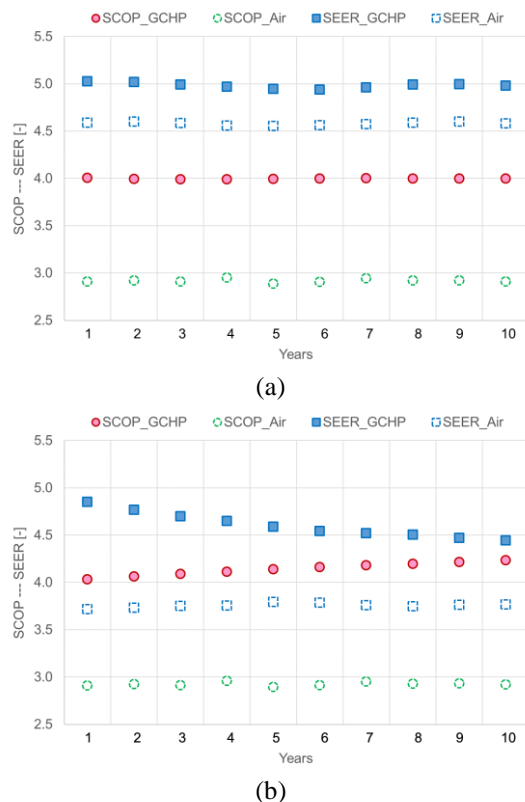 SCOP_GCHP SCOP_Air SEER_GCHP SEER_Air
5.5
5.0
4.5
4.0
3.5
3.0
2.5
SCOP --- SEER [-]
1 2 3 4 5 6 7 8 9 10
Years
(a)
SCOP_GCHP SCOP_Air SEER_GCHP SEER_Air
5.5
5.0
4.5
4.0
3.5
3.0
2.5
SCOP --- SEER [-]
1 2 3 4 5 6 7 8 9 10
Years
(b)